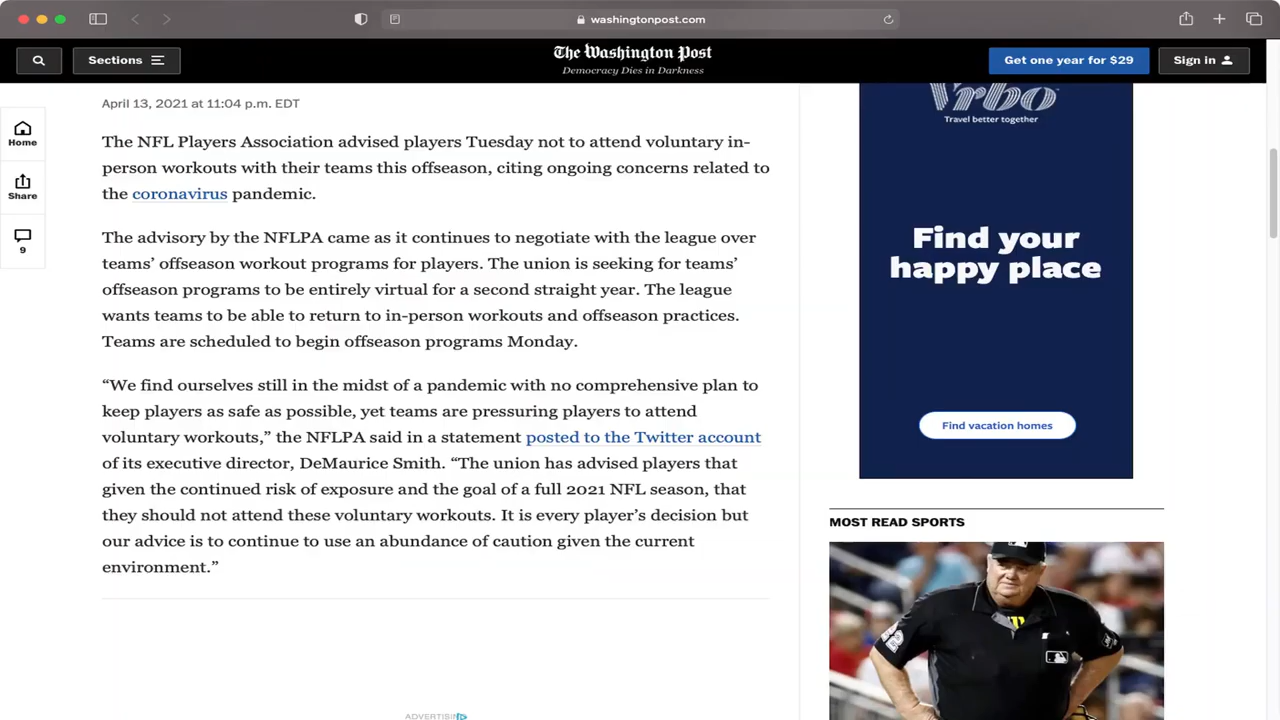 washingtonpost.com
Sections
The Washington Post
Democracy Dies in Darkness
Get one year for $29
Sign in
Home
Share
9
April 13, 2021 at 11:04 p.m. EDT
The NFL Players Association advised players Tuesday not to attend voluntary in-
person workouts with their teams this offseason, citing ongoing concerns related to
the coronavirus pandemic.
The advisory by the NFLPA came as it continues to negotiate with the league over
teams’ offseason workout programs for players. The union is seeking for teams’
offseason programs to be entirely virtual for a second straight year. The league
wants teams to be able to return to in-person workouts and offseason practices.
Teams are scheduled to begin offseason programs Monday.
“We find ourselves still in the midst of a pandemic with no comprehensive plan to
keep players as safe as possible, yet teams are pressuring players to attend
voluntary workouts,” the NFLPA said in a statement posted to the Twitter account
of its executive director, DeMaurice Smith. “The union has advised players that
given the continued risk of exposure and the goal of a full 2021 NFL season, that
they should not attend these voluntary workouts. It is every player’s decision but
our advice is to continue to use an abundance of caution given the current
environment.”
Vrbo
Travel better together
Find your
happy place
Find vacation homes
MOST READ SPORTS